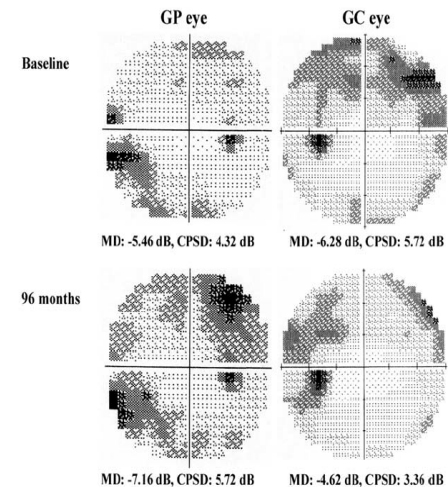 GP eye GC eye
Baseline
MD: -5.46 dB, CPSD: 4.32 dB MD: -6.28 dB, CPSD: 5.72 dB
96 months
MD: -7.16 dB, CPSD: 5.72 dB MD: -4.62 dB, CPSD: 3.36 dB